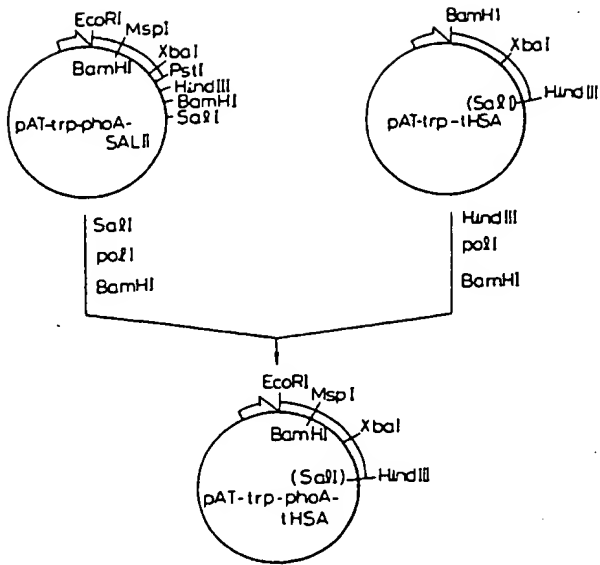 EcoRI
MspI
XbaI
PstI
BamHI
HindIII
BamHI
SalI
pAT-trp-phoA-
SALII
BamHI
XbaI
(SalI)
HindIII
pAT-trp-tHSA
SalI
polI
BamHI
HindIII
polI
BamHI
EcoRI
MspI
BamHI
XbaI
(SalI)
HindIII
pAT-trp-phoA-
tHSA